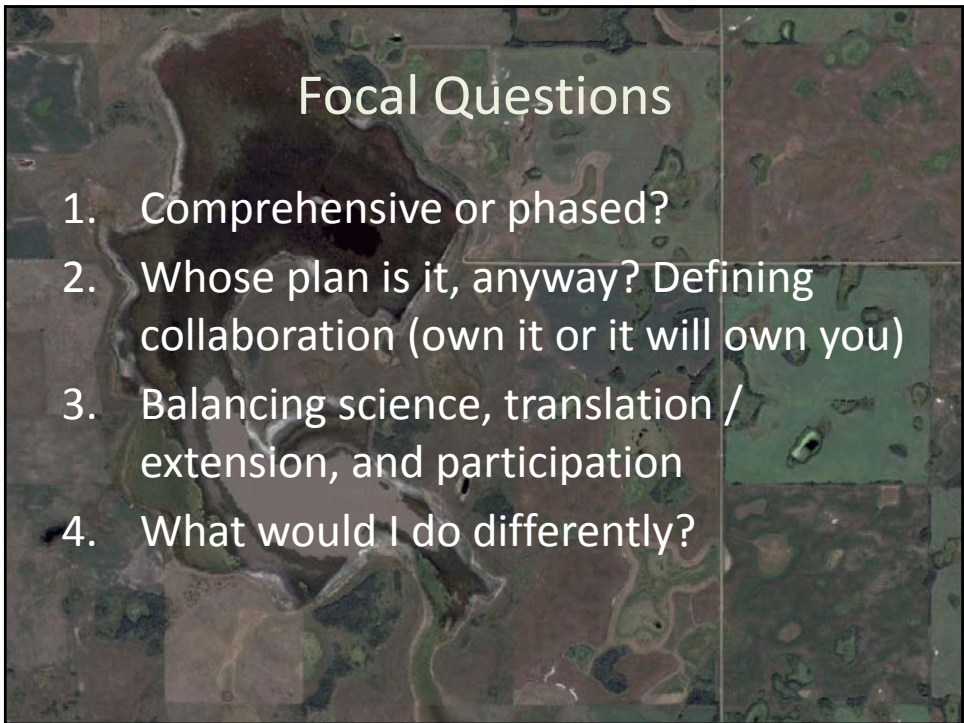 Focal Questions
1. Comprehensive or phased?
2. Whose plan is it, anyway? Defining
collaboration (own it or it will own you)
3. Balancing science, translation /
extension, and participation
4. What would I do differently?